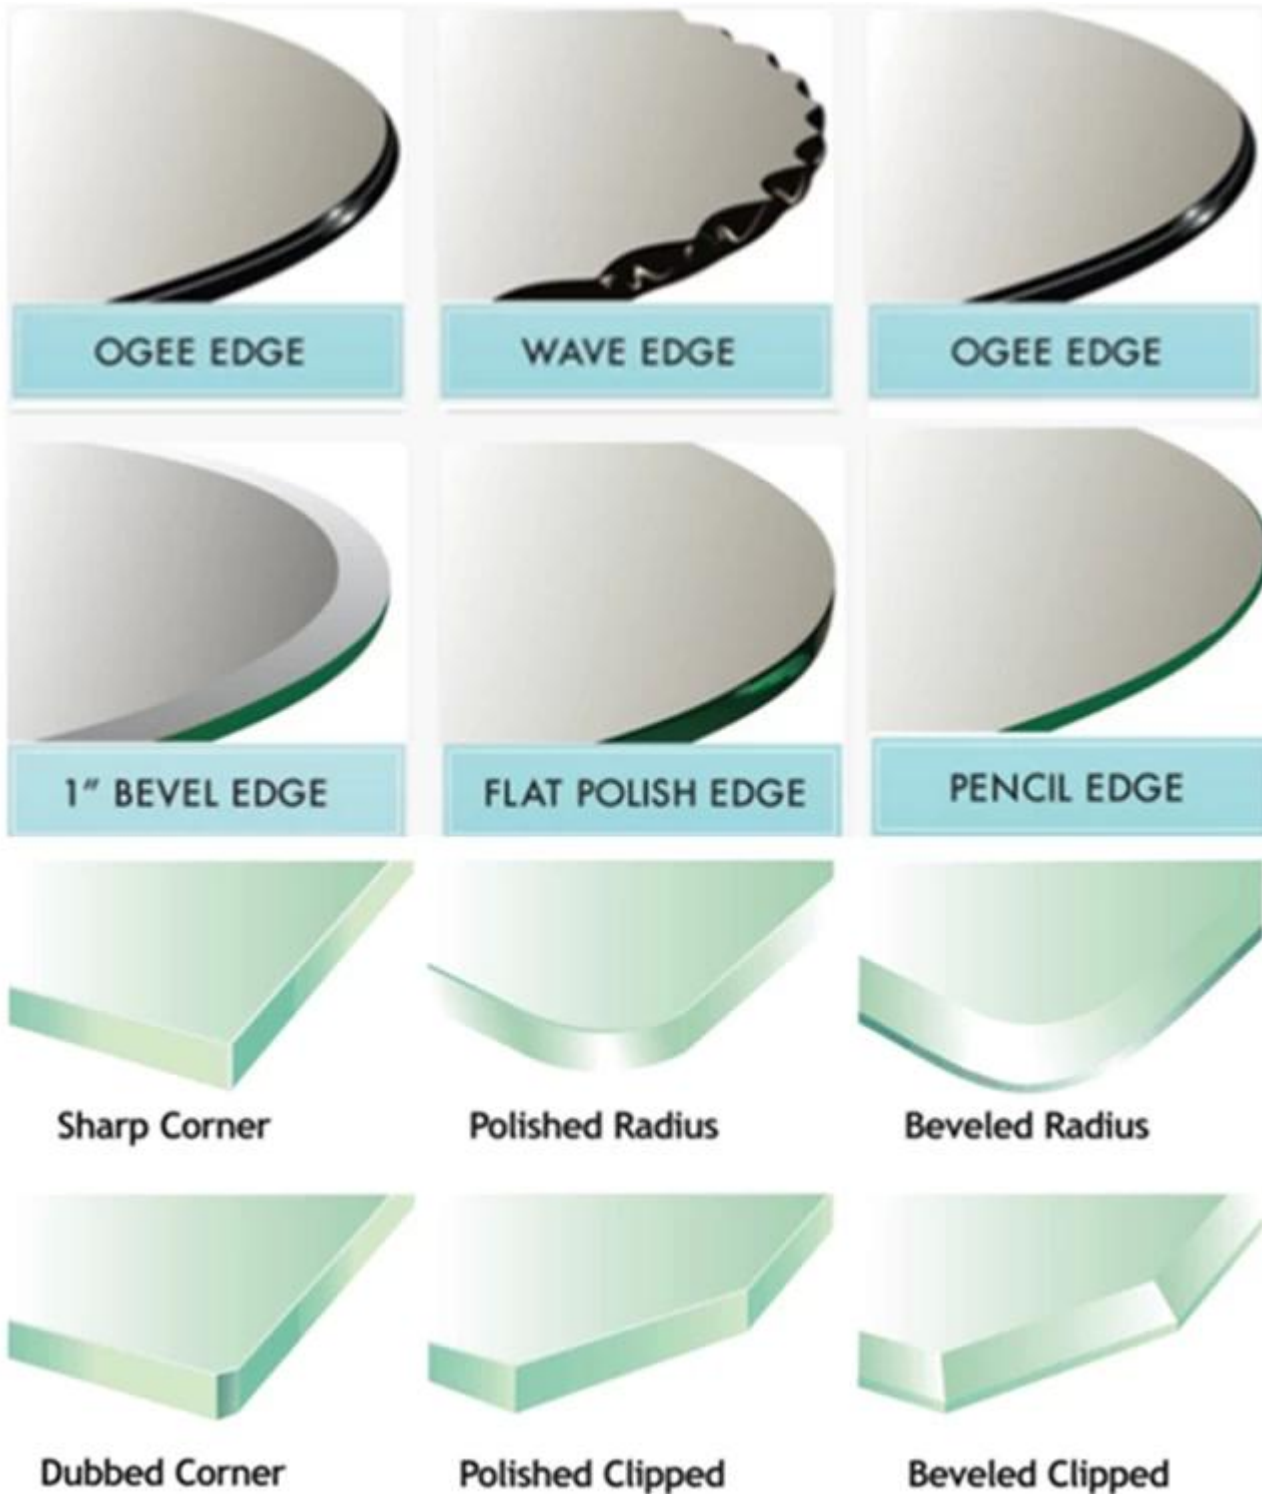 OGEE EDGE
WAVE EDGE
OGEE EDGE
1" BEVEL EDGE
FLAT POLISH EDGE
PENCIL EDGE
Sharp Corner
Polished Radius
Beveled Radius
Dubbed Corner
Polished Clipped
Beveled Clipped